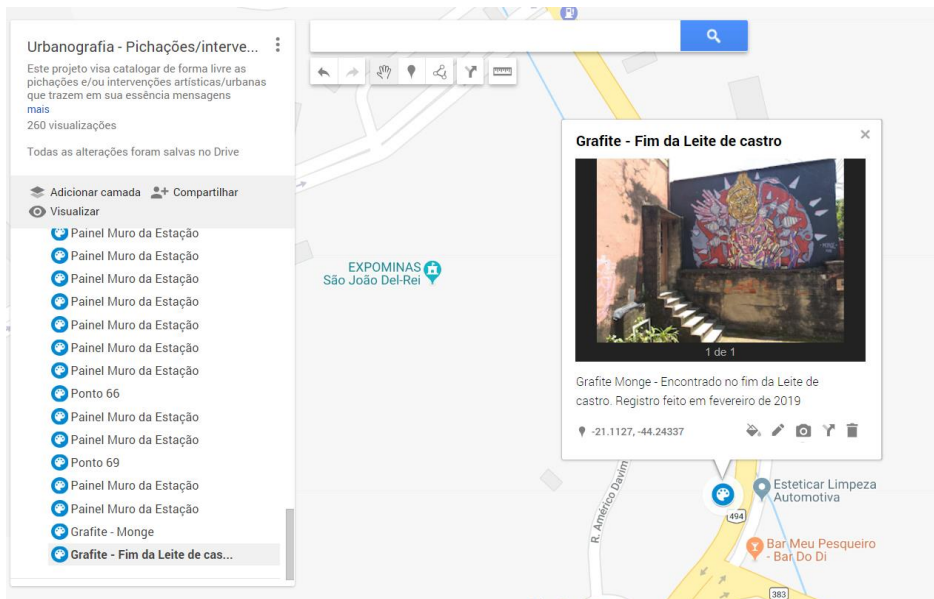 Urbanografia - Pichações/interve...
Este projeto visa catalogar de forma livre as
pichações e/ou intervenções artísticas/urbanas
que trazem em sua essência mensagens
mais
260 visualizações
Todas as alterações foram salvas no Drive
Adicionar camada Compartilhar
Visualizar
Painel Muro da Estação
Painel Muro da Estação
Painel Muro da Estação
Painel Muro da Estação
Painel Muro da Estação
Painel Muro da Estação
Painel Muro da Estação
Ponto 66
Painel Muro da Estação
Painel Muro da Estação
Ponto 69
Painel Muro da Estação
Painel Muro da Estação
Grafite - Monge
Grafite - Fim da Leite de cas...
EXPOMINAS
São João Del-Rei
Grafite - Fim da Leite de castro
1 de 1
Grafite Monge - Encontrado no fim da Leite de
castro. Registro feito em fevereiro de 2019
-21.1127, -44.24337
R. Américo Davim
Esteticar Limpeza
Automotiva
494
Bar Meu Pesqueiro
- Bar Do Di
383